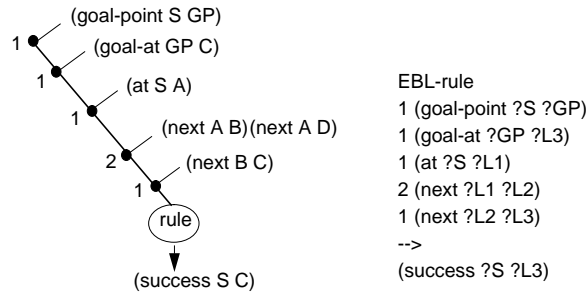 (goal-point S GP)
1
(goal-at GP C)
1
(at S A)
1
(next A B)(next A D)
2
(next B C)
1
rule
(success S C)
EBL-rule
1 (goal-point ?S ?GP)
1 (goal-at ?GP ?L3)
1 (at ?S ?L1)
2 (next ?L1 ?L2)
1 (next ?L2 ?L3)
-->
(success ?S ?L3)